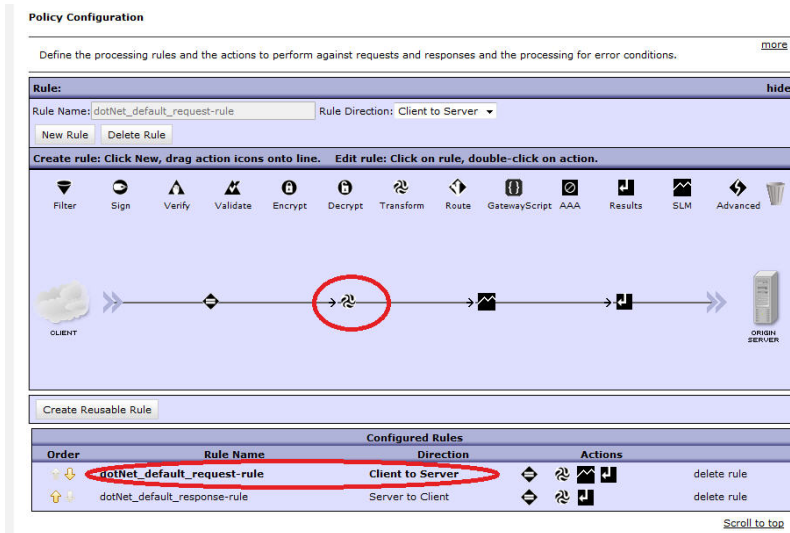 Policy Configuration
more
Define the processing rules and the actions to perform against requests and responses and the processing for error conditions.
Rule:
hide
Rule Name: dotNet_default_request-rule Rule Direction: Client to Server
New Rule Delete Rule
Create rule: Click New, drag action icons onto line. Edit rule: Click on rule, double-click on action.
Filter Sign Verify Validate Encrypt Decrypt Transform Route GatewayScript AAA Results SLM Advanced
CLIENT
ORIGIN
SERVER
Create Reusable Rule
Configured Rules
Order Rule Name Direction Actions
dotNet_default_request-rule Client to Server delete rule
dotNet_default_response-rule Server to Client delete rule
Scroll to top